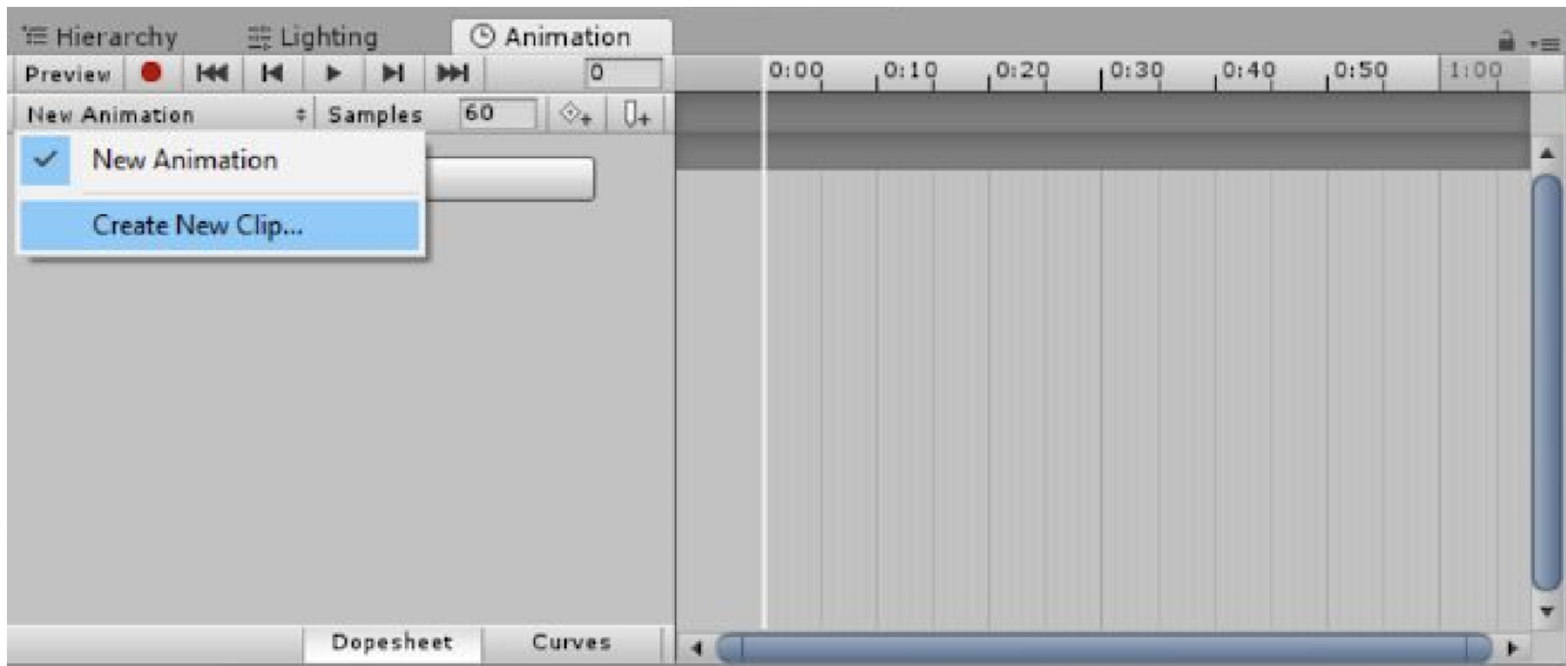 Hierarchy Lighting Animation
Preview 0 0:00 0:10 0:20 0:30 0:40 0:50 1:00
New Animation Samples 60
New Animation
Create New Clip...
Dopesheet Curves